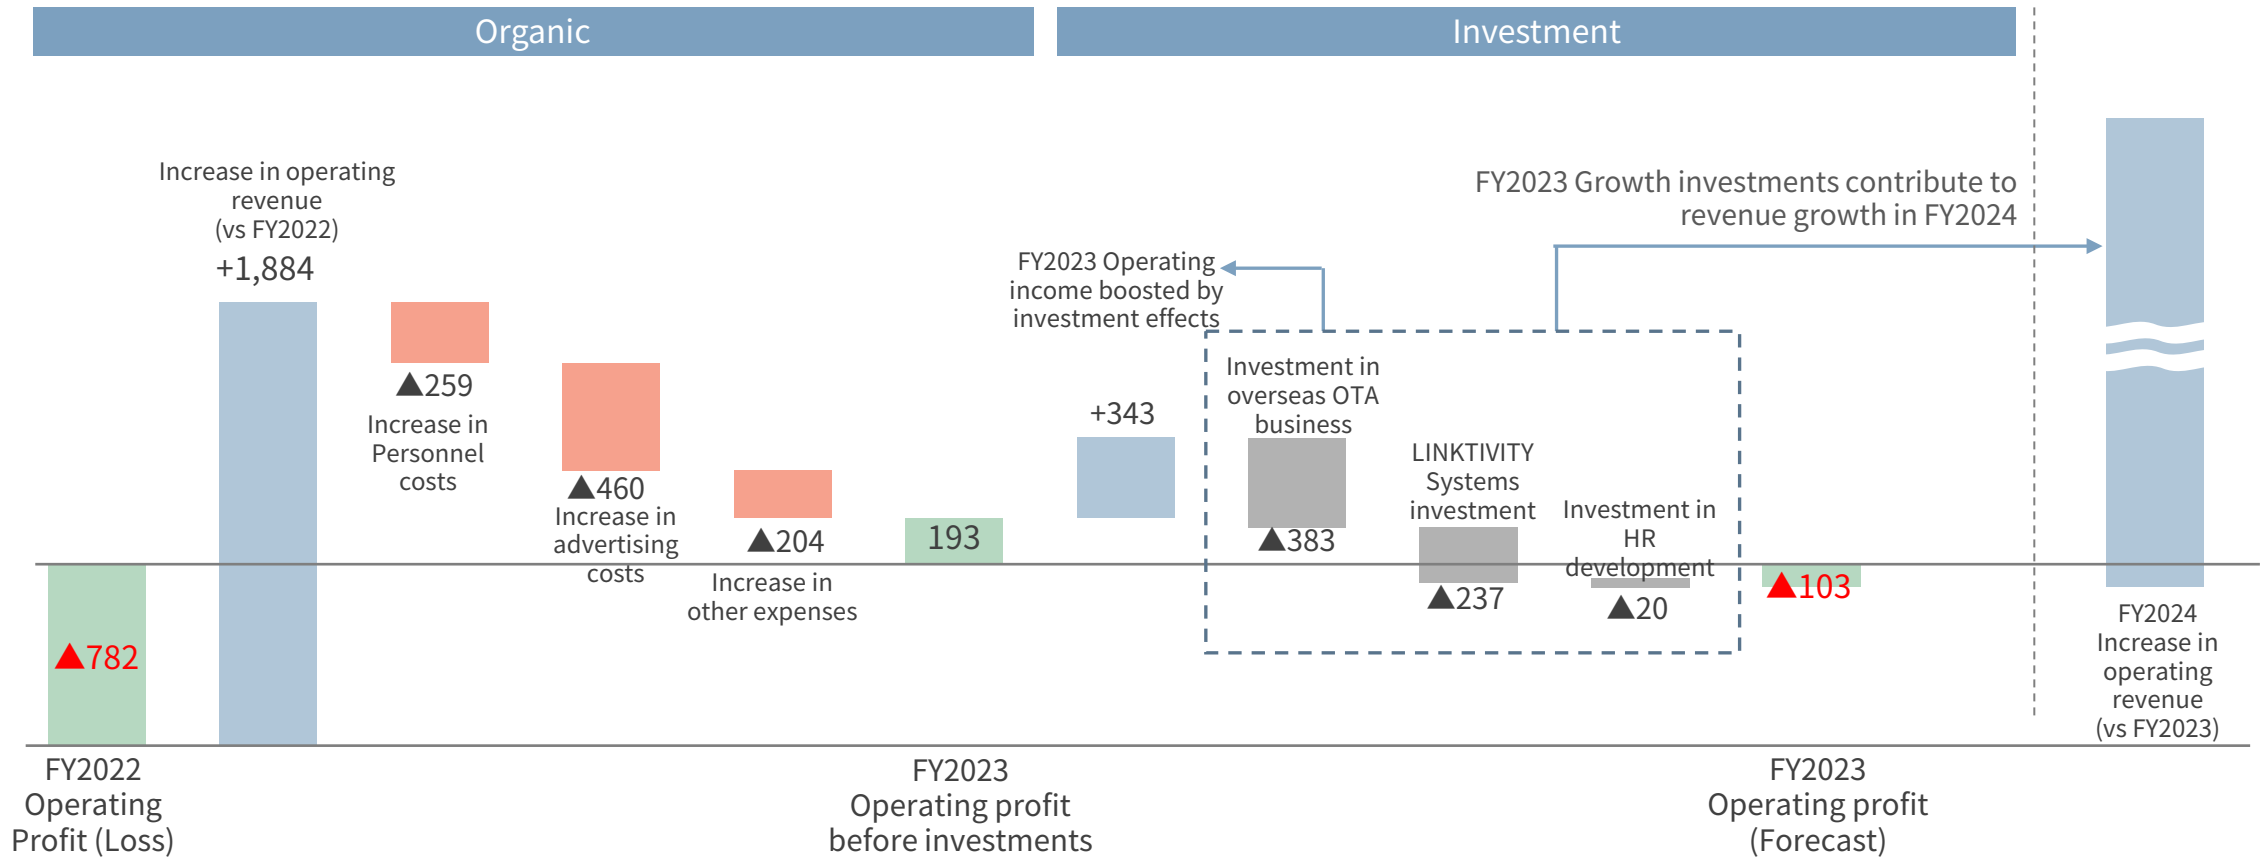 Organic
Investment
Increase in operating
revenue
(vs FY2022)
+1,884
▲259
Increase in
Personnel
costs
▲460
Increase in
advertising
costs
▲204
Increase in
other expenses
193
FY2023 Operating
income boosted by
investment effects
+343
FY2023 Growth investments contribute to
revenue growth in FY2024
Investment in
overseas OTA
business
▲383
LINKTIVITY
Systems
investment
▲237
Investment in
HR
development
▲20
▲103
▲782
FY2024
Increase in
operating
revenue
(vs FY2023)
FY2022
Operating
Profit (Loss)
FY2023
Operating profit
before investments
FY2023
Operating profit
(Forecast)